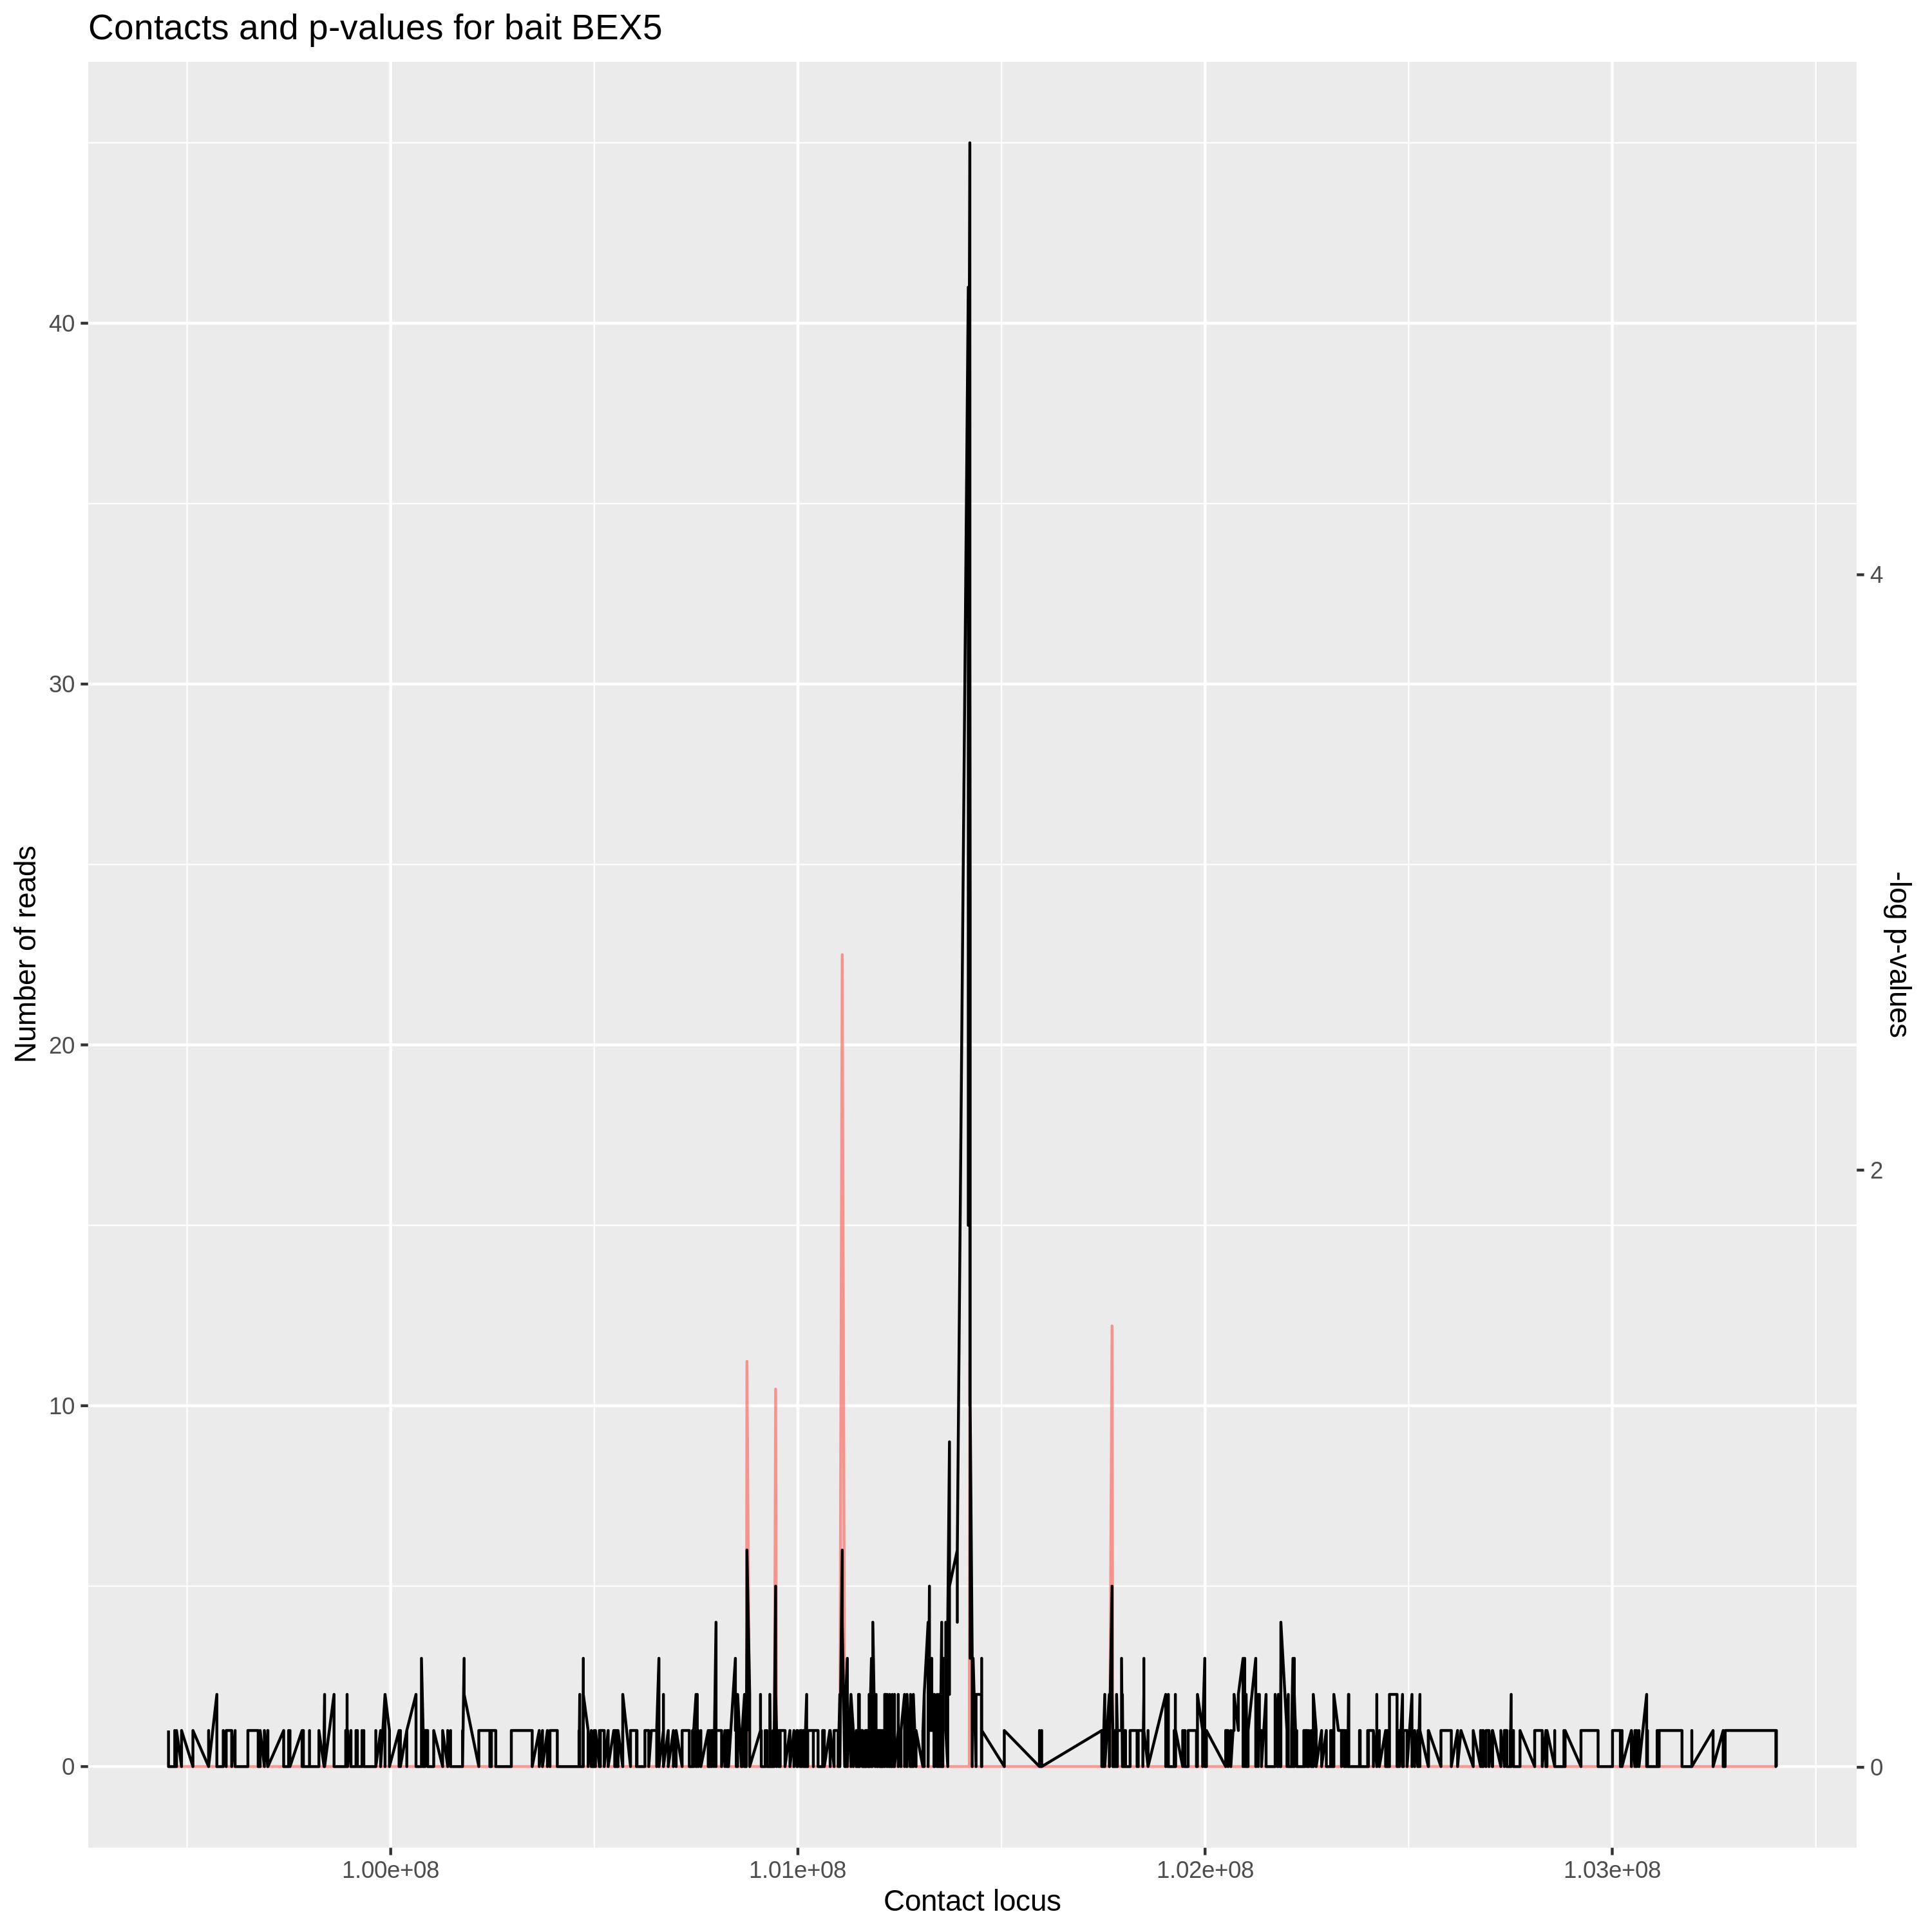 Contacts and p-values for bait BEX5
Number of reads
40
30
20
10
0
-log p-values
4
2
0
1.00e+08
1.01e+08
1.02e+08
1.03e+08
Contact locus